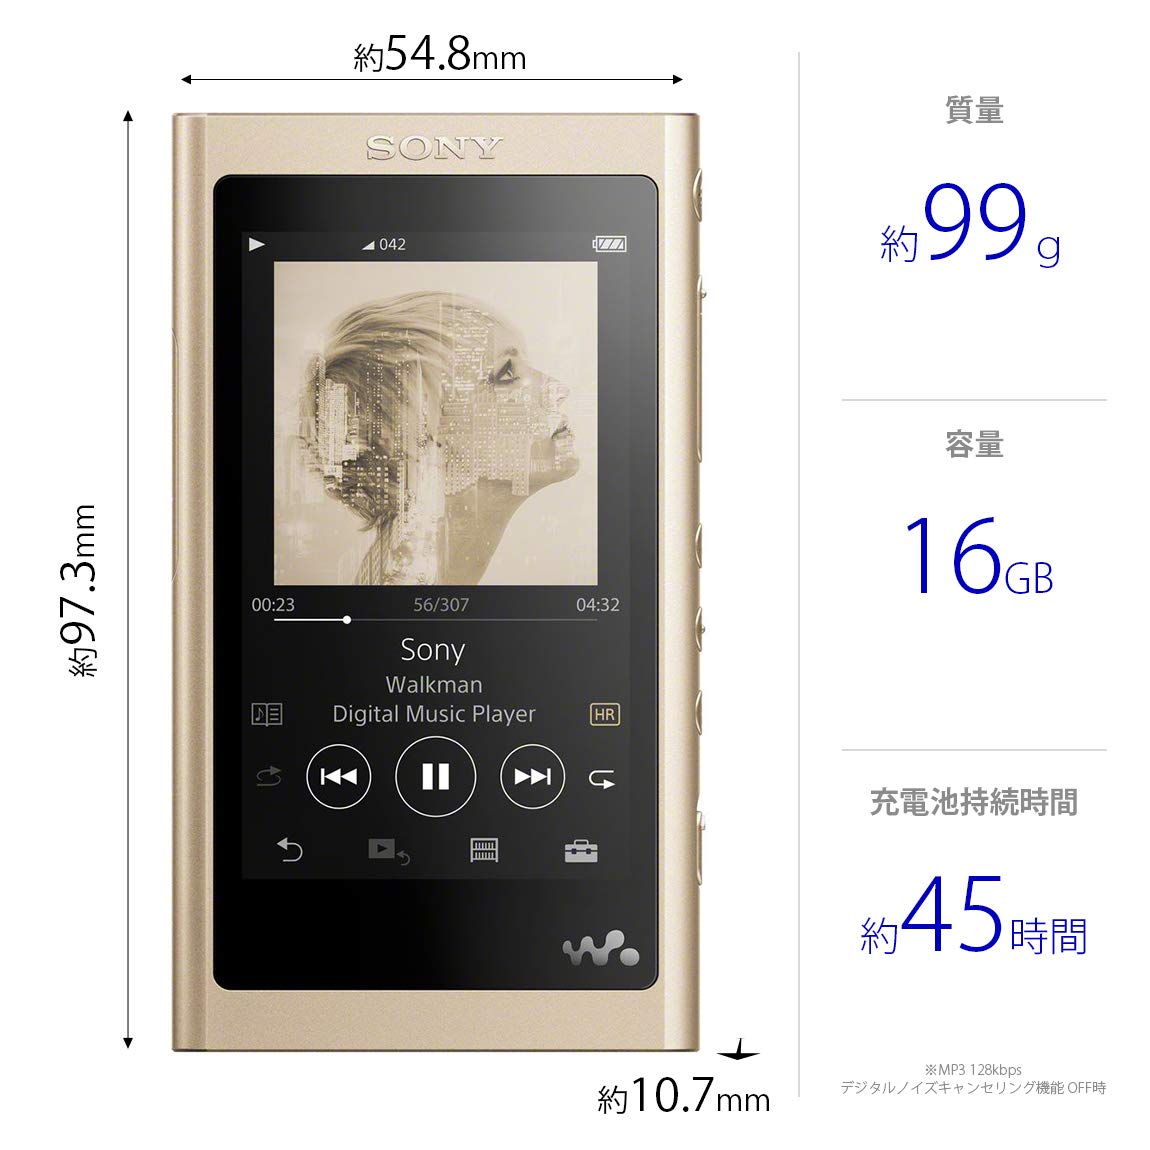 約54.8mm
約97.3mm
SONY
042
00:23 56/307 04:32
Sony
Walkman
Digital Music Player
HR
約10.7mm
質量
約99g
容量
16GB
充電池持続時間
約45時間
※MP3 128kbps
デジタルノイズキャンセリング機能 OFF時